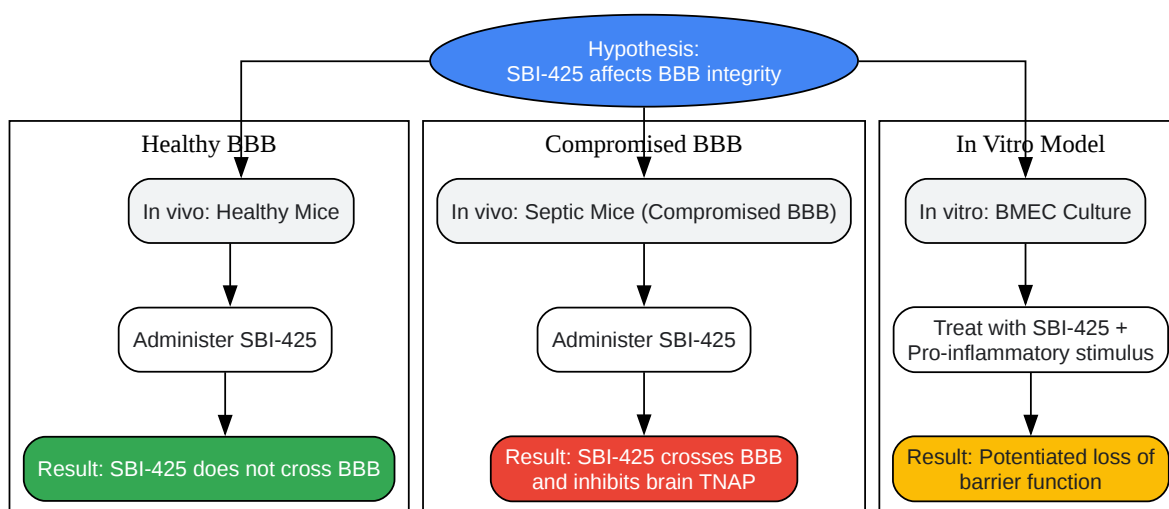 Hypothesis:
SBI-425 affects BBB integrity
Healthy BBB
In vivo: Healthy Mice
Administer SBI-425
Result: SBI-425 does not cross BBB
Compromised BBB
In vivo: Septic Mice (Compromised BBB)
Administer SBI-425
Result: SBI-425 crosses BBB
and inhibits brain TNAP
In Vitro Model
In vitro: BMEC Culture
Treat with SBI-425 +
Pro-inflammatory stimulus
Result: Potentiated loss of
barrier function